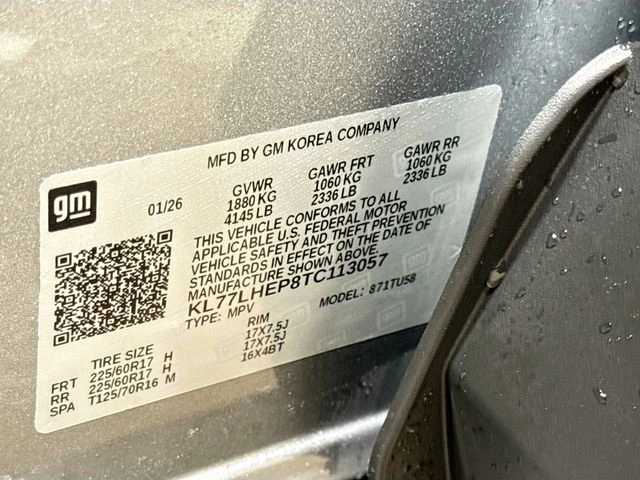 MFD BY GM KOREA COMPANY
gm
01/26
GVWR GAWR FRT GAWR RR
1880 KG 1060 KG 1060 KG
4145 LB 2336 LB 2336 LB
THIS VEHICLE CONFORMS TO ALL
APPLICABLE U.S. FEDERAL MOTOR
VEHICLE SAFETY AND THEFT PREVENTION
STANDARDS IN EFFECT ON THE DATE OF
MANUFACTURE SHOWN ABOVE.
KL77LHEP8TC113057
TYPE: MPV MODEL: 871TU58
TIRE SIZE RIM
FRT 225/60R17 H 17X7.5J
RR 225/60R17 H 17X7.5J
SPA T125/70R16 M 16X4BT